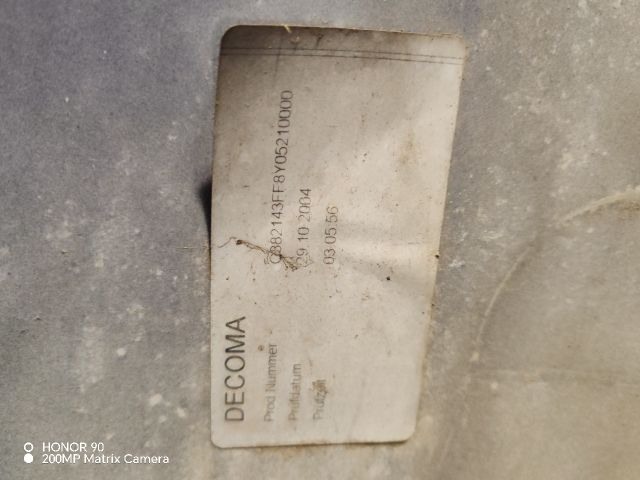 DECOMA
Prod Nummer C382143FF8Y05210000
Prüfdatum 29.10.2004
Prüfzeit 03:05:56
HONOR 90
200MP Matrix Camera